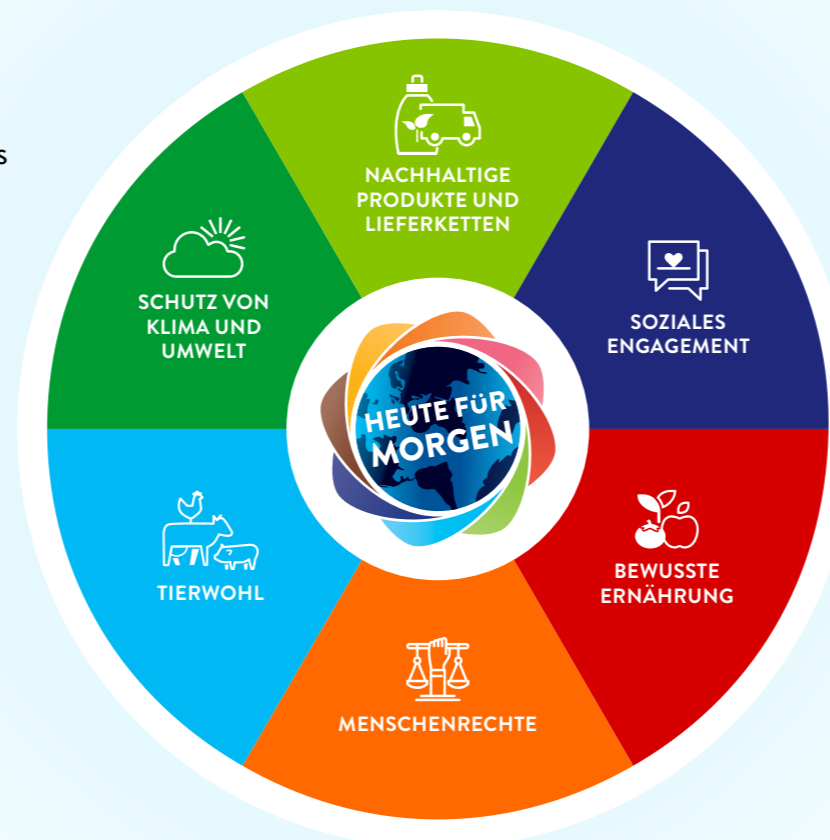 s
NACHHALTIGE
PRODUKTE UND
LIEFERKETTEN
SOZIALES
ENGAGEMENT
BEWUSSTE
ERNÄHRUNG
MENSCHENRECHTE
TIERWOHL
SCHUTZ VON
KLIMA UND
UMWELT
HEUTE FÜR
MORGEN